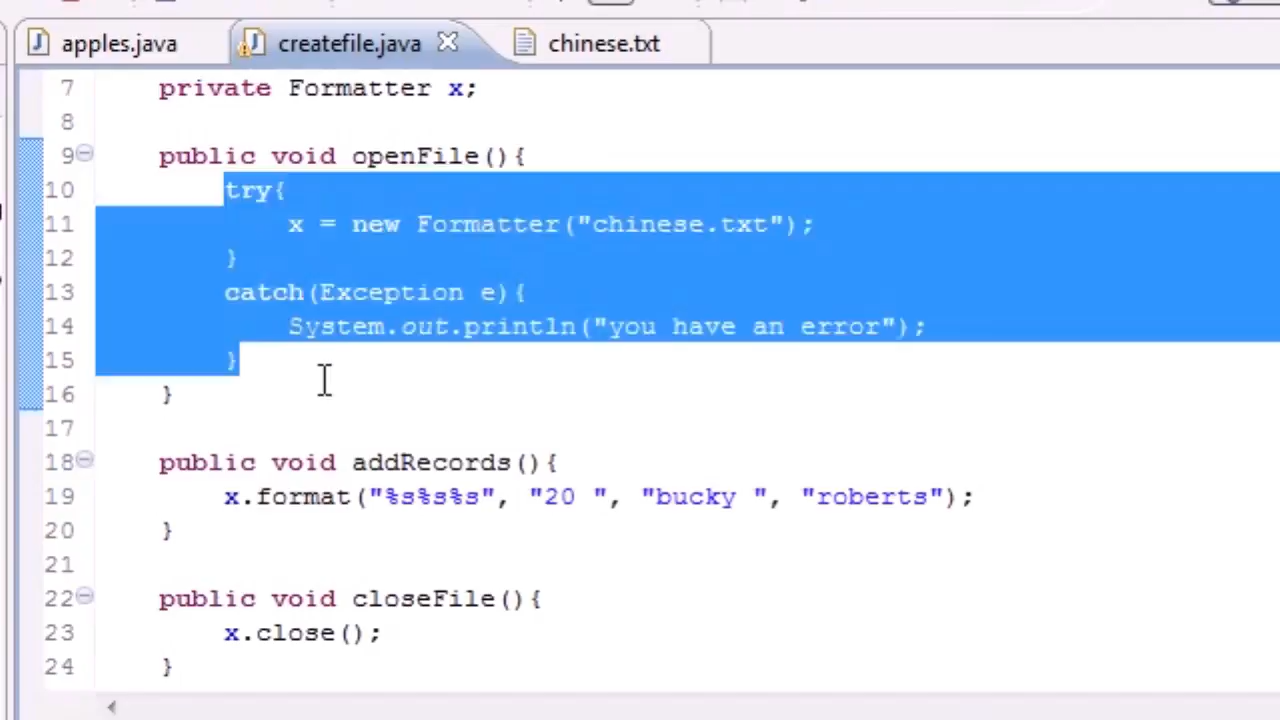 apples.java createfile.java chinese.txt
7 private Formatter x;
8
9 public void openFile(){
10 try{
11 x = new Formatter("chinese.txt");
12 }
13 catch(Exception e){
14 System.out.println("you have an error");
15 }
16 }
17
18 public void addRecords(){
19 x.format("%s%s%s", "20 ", "bucky ", "roberts");
20 }
21
22 public void closeFile(){
23 x.close();
24 }